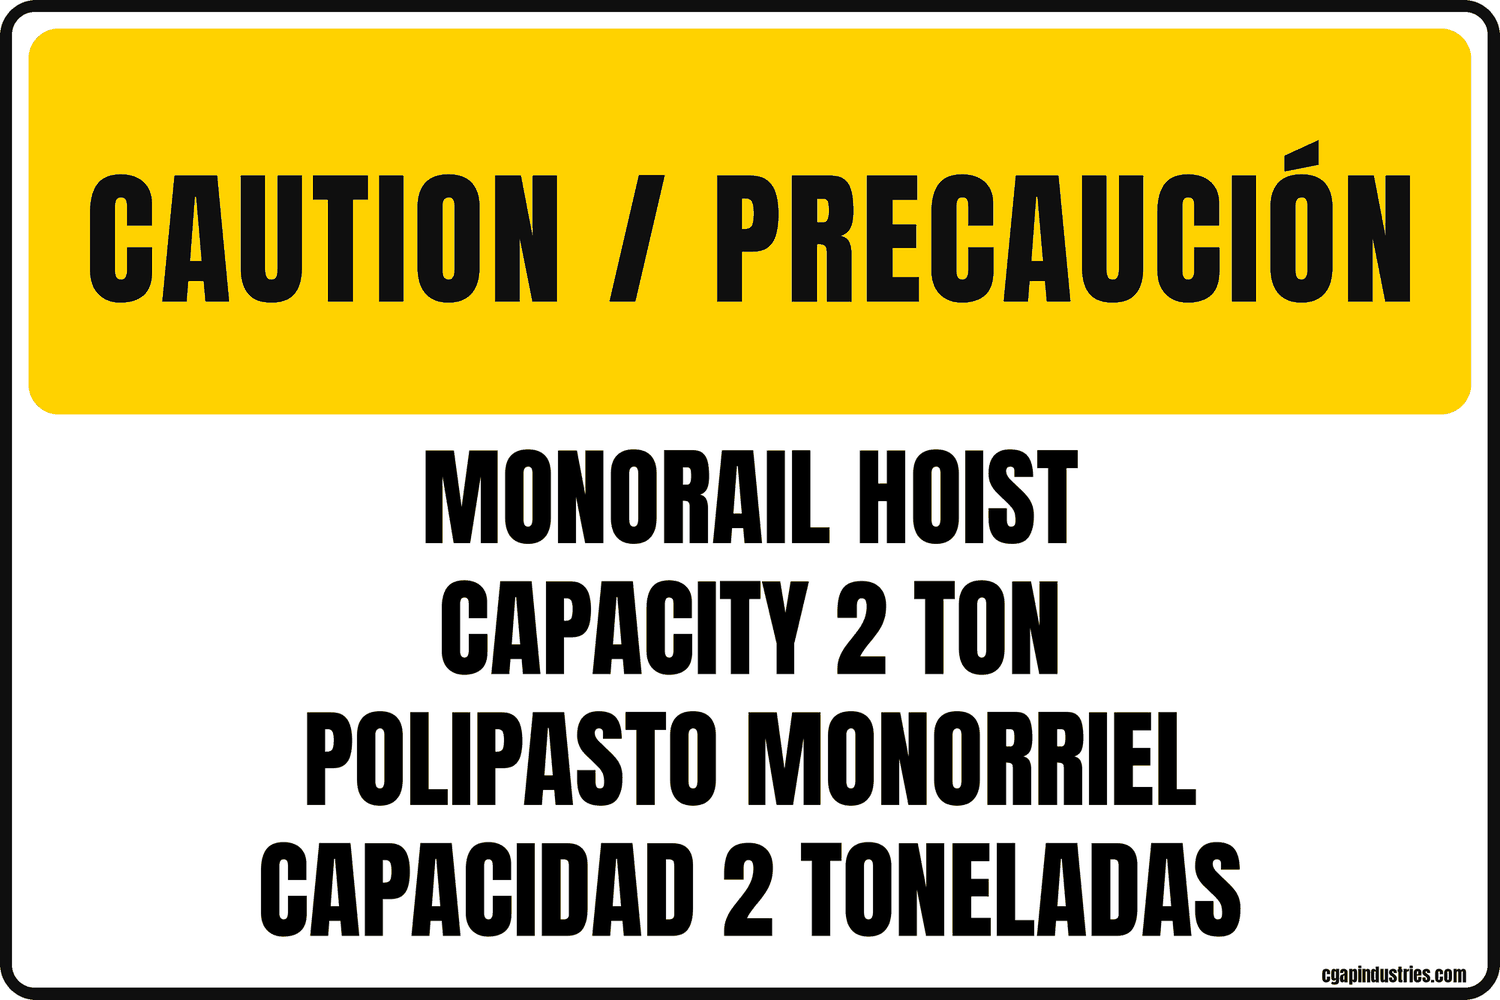 CAUTION / PRECAUCIÓN
MONORAIL HOIST
CAPACITY 2 TON
POLIPASTO MONORRIEL
CAPACIDAD 2 TONELADAS
cgapindustries.com